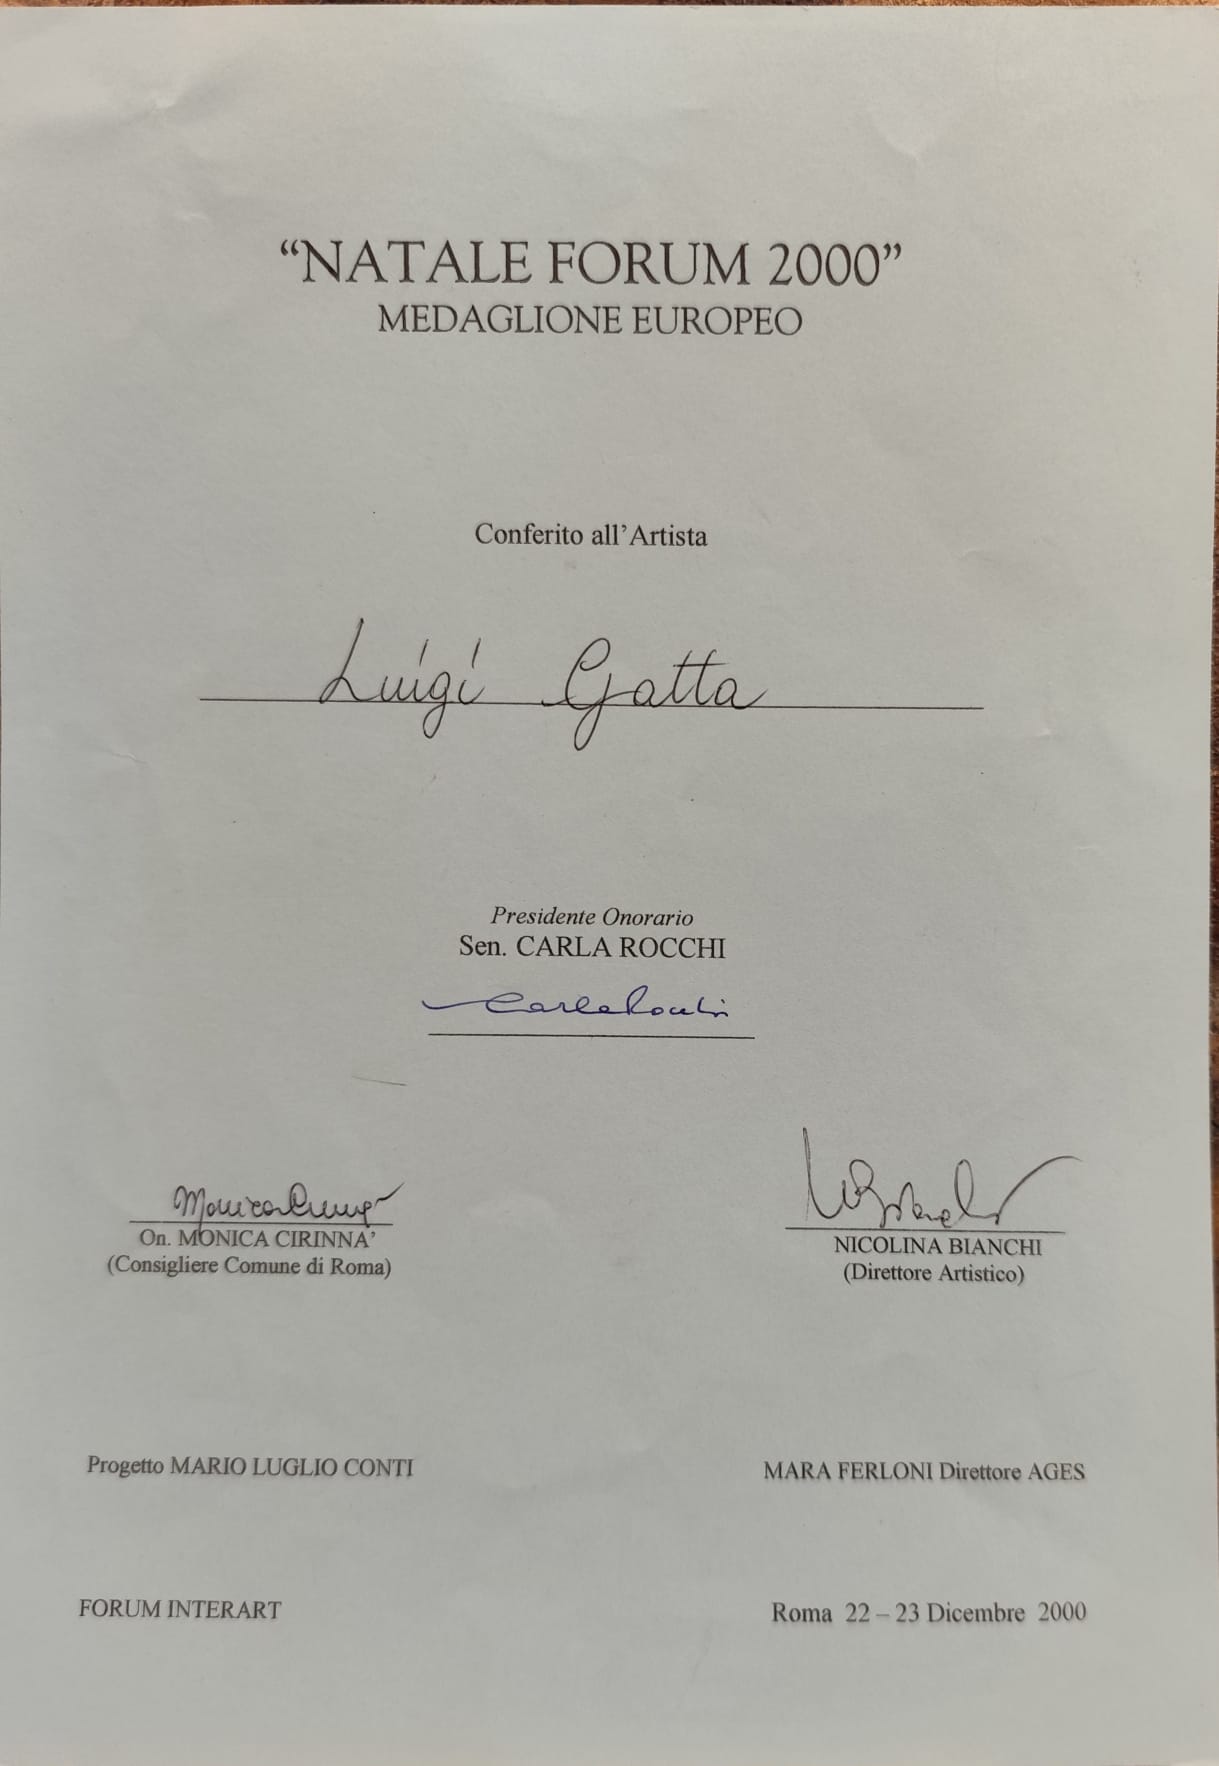 “NATALE FORUM 2000”
MEDAGLIONE EUROPEO
Conferito all’Artista
Luigi Gatta
Presidente Onorario
Sen. CARLA ROCCHI
Carla Rocchi
On. MONICA CIRINNA’
(Consigliere Comune di Roma)
NICOLINA BIANCHI
(Direttore Artistico)
Progetto MARIO LUGLIO CONTI
MARA FERLONI Direttore AGES
FORUM INTERART
Roma 22 – 23 Dicembre 2000